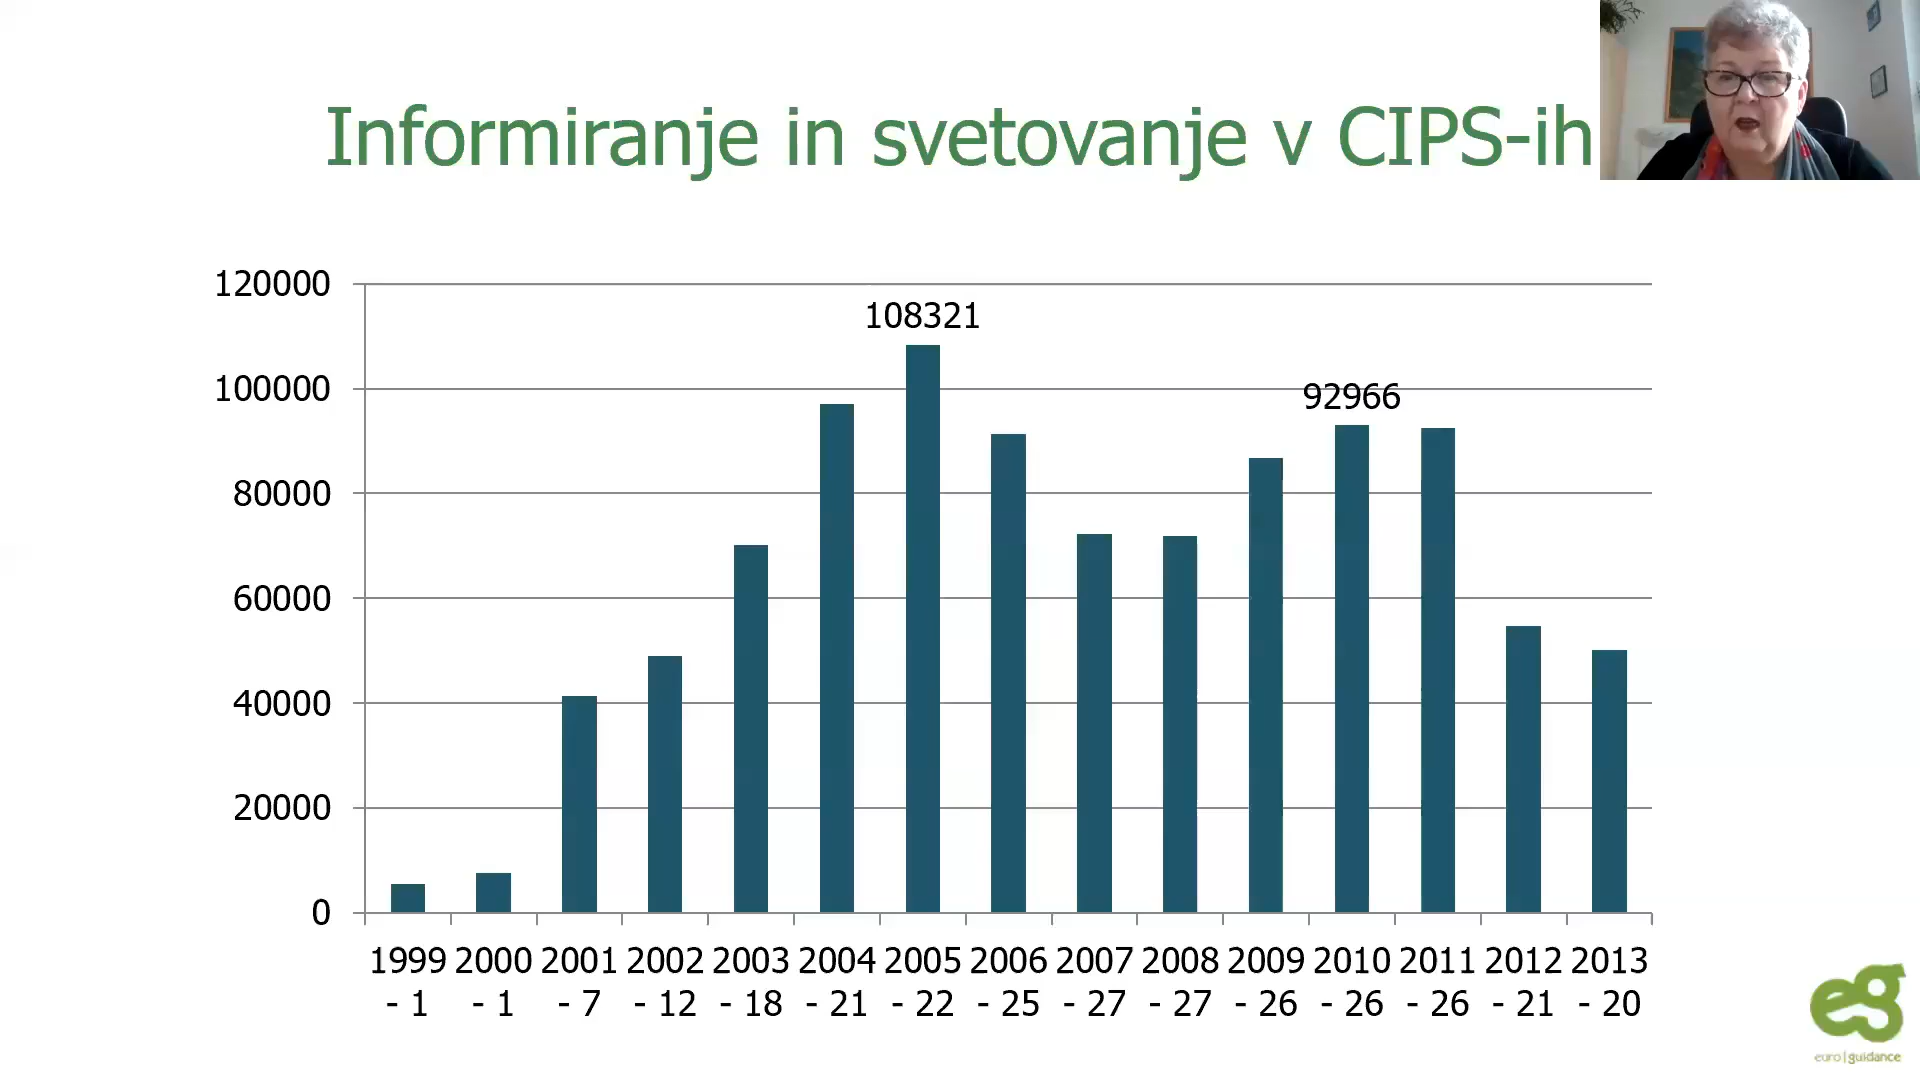 Informiranje in svetovanje v CIPS-ih
120000
108321
100000
92966
80000
60000
40000
20000
0
1999 2000 2001 2002 2003 2004 2005 2006 2007 2008 2009 2010 2011 2012 2013
- 1 - 1 - 7 - 12 - 18 - 21 - 22 - 25 - 27 - 27 - 26 - 26 - 26 - 21 - 20
eg
euro|guidance